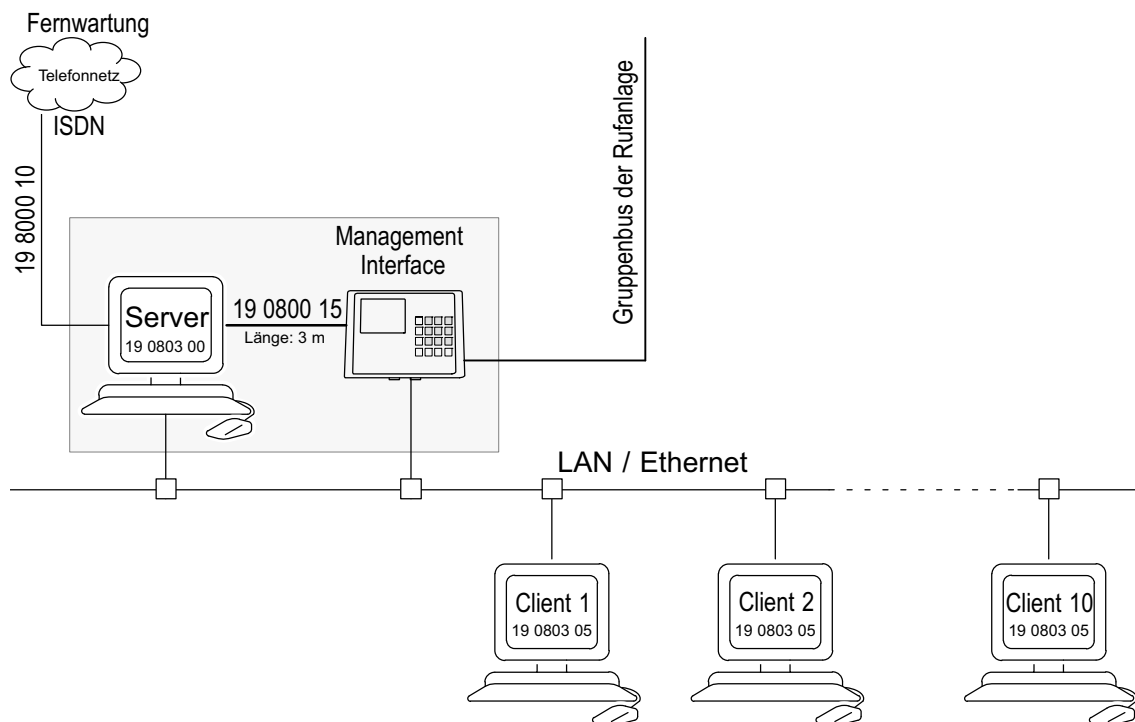 Fernwartung
Telefonnetz
ISDN
19 8000 10
Gruppenbus der Rufanlage
Management
Interface
Server
19 0803 00
19 0800 15
Länge: 3 m
LAN / Ethernet
Client 1
19 0803 05
Client 2
19 0803 05
Client 10
19 0803 05